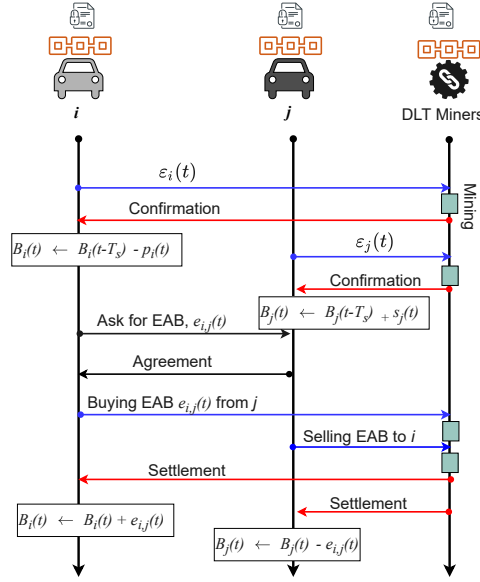 i
j
DLT Miners
ε_i(t)
Mining
Confirmation
B_i(t) ← B_i(t-T_s) - p_i(t)
ε_j(t)
Confirmation
B_j(t) ← B_j(t-T_s) + s_j(t)
Ask for EAB, e_{i,j}(t)
Agreement
Buying EAB e_{i,j}(t) from j
Selling EAB to i
Settlement
Settlement
B_i(t) ← B_i(t) + e_{i,j}(t)
B_j(t) ← B_j(t) - e_{i,j}(t)